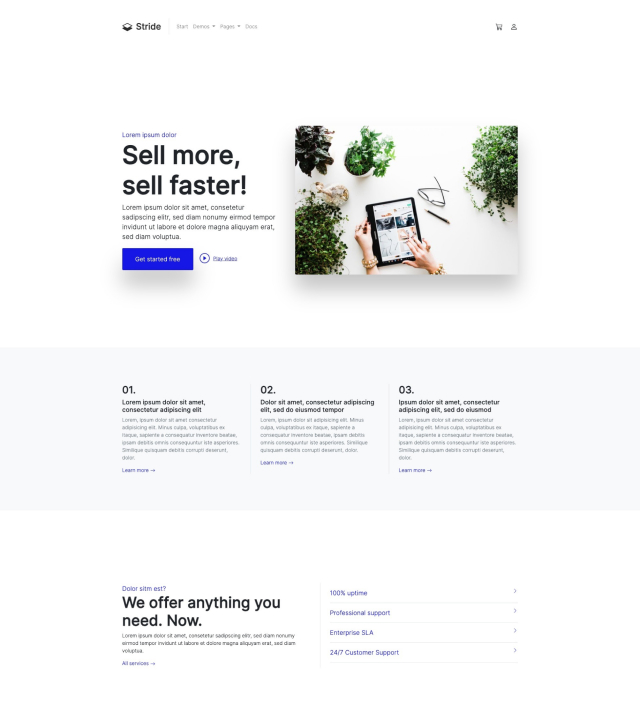 Stride
Start Demos Pages Docs
Lorem ipsum dolor
Sell more,
sell faster!
Lorem ipsum dolor sit amet, consetetur
sadipscing elitr, sed diam nonumy eirmod tempor
invidunt ut labore et dolore magna aliquyam erat,
sed diam voluptua.
Get started free
Play video
01.
Lorem ipsum dolor sit amet,
consectetur adipiscing elit
Lorem, ipsum dolor sit amet consectetur
adipisicing elit. Minus culpa, voluptatibus ex
itaque, sapiente a consequatur inventore beatae,
ipsam debitis omnis consequuntur iste asperiores.
Similique quaspiam debitis corrupti deserunt,
dolor.
Learn more →
02.
Dolor sit amet, consectetur adipiscing
elit, sed do eiusmod tempor
Lorem, ipsum dolor sit amet consectetur
adipisicing elit. Minus culpa, voluptatibus ex
itaque, sapiente a consequatur inventore beatae,
ipsam debitis omnis consequuntur iste. Similique
quaspiam debitis corrupti deserunt, dolor.
Learn more →
03.
Ipsum dolor sit amet, consectetur
adipiscing elit, sed do eiusmod
Lorem, ipsum dolor sit amet consectetur
adipisicing elit. Minus culpa, voluptatibus ex
itaque, sapiente a consequatur inventore beatae,
ipsam debitis omnis consequuntur iste asperiores.
Similique quaspiam debitis corrupti deserunt,
dolor.
Learn more →
Dolor sitm est?
We offer anything you
need. Now.
Lorem ipsum dolor sit amet, consetetur sadipscing elitr, sed diam nonumy
eirmod tempor invidunt ut labore et dolore magna aliquyam erat, sed diam
voluptua.
All services →
100% uptime
Professional support
Enterprise SLA
24/7 Customer Support